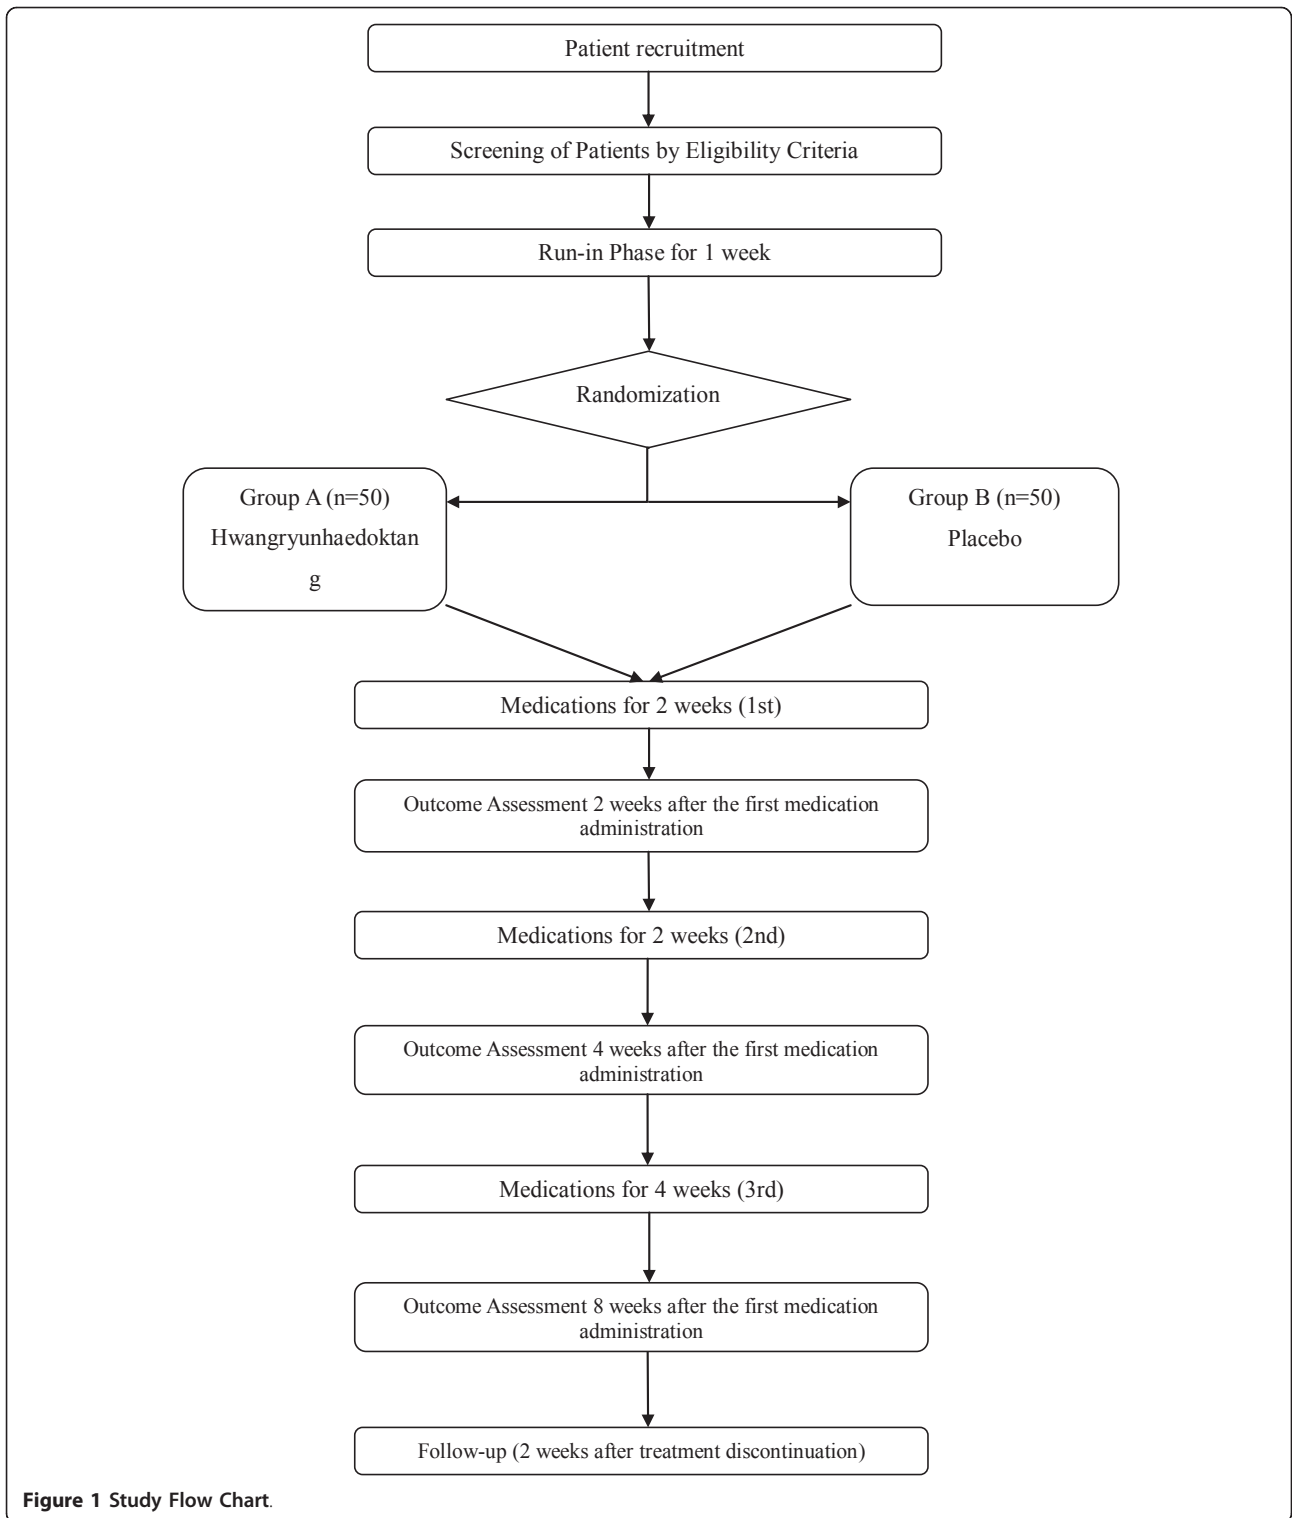 Patient recruitment
Screening of Patients by Eligibility Criteria
Run-in Phase for 1 week
Randomization
Group A (n=50)
Hwangryunhaedoktan
g
Group B (n=50)
Placebo
Medications for 2 weeks (1st)
Outcome Assessment 2 weeks after the first medication
administration
Medications for 2 weeks (2nd)
Outcome Assessment 4 weeks after the first medication
administration
Medications for 4 weeks (3rd)
Outcome Assessment 8 weeks after the first medication
administration
Follow-up (2 weeks after treatment discontinuation)
Figure 1 Study Flow Chart.